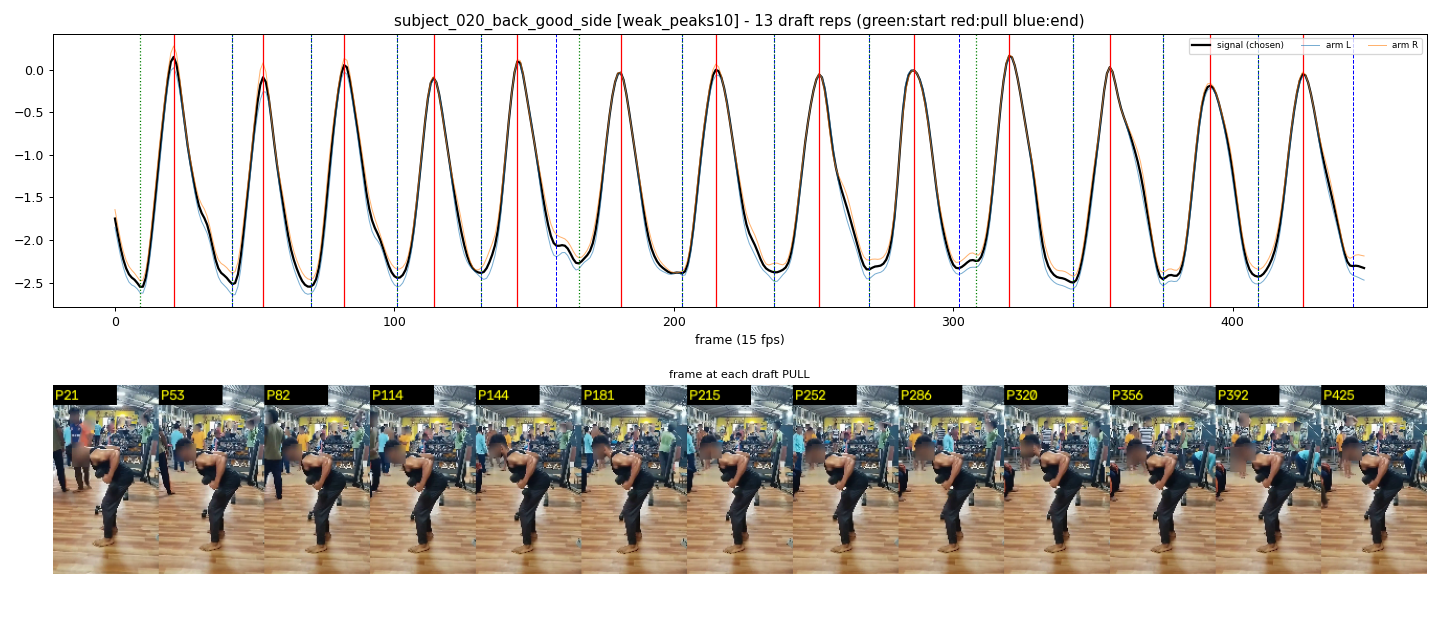 subject_020_back_good_side [weak_peaks10] - 13 draft reps (green:start red:pull blue:end)
signal (chosen) arm L arm R
0.0
−0.5
−1.0
−1.5
−2.0
−2.5
0 100 200 300 400
frame (15 fps)
frame at each draft PULL
P21 P53 P82 P114 P144 P181 P215 P252 P286 P320 P356 P392 P425